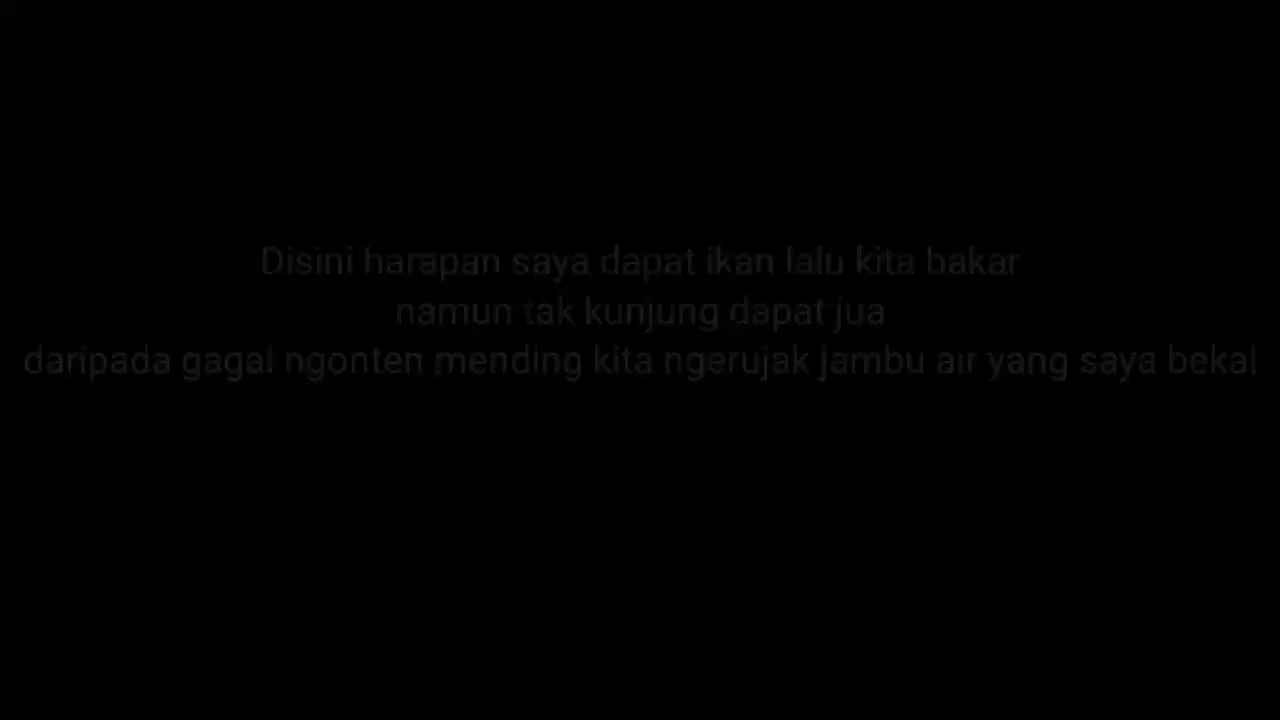 Disini harapan saya dapat ikan lalu kita bakar
namun tak kunjung dapat jua
daripada gagal ngonten mending kita ngerujak jambu air yang saya bekal